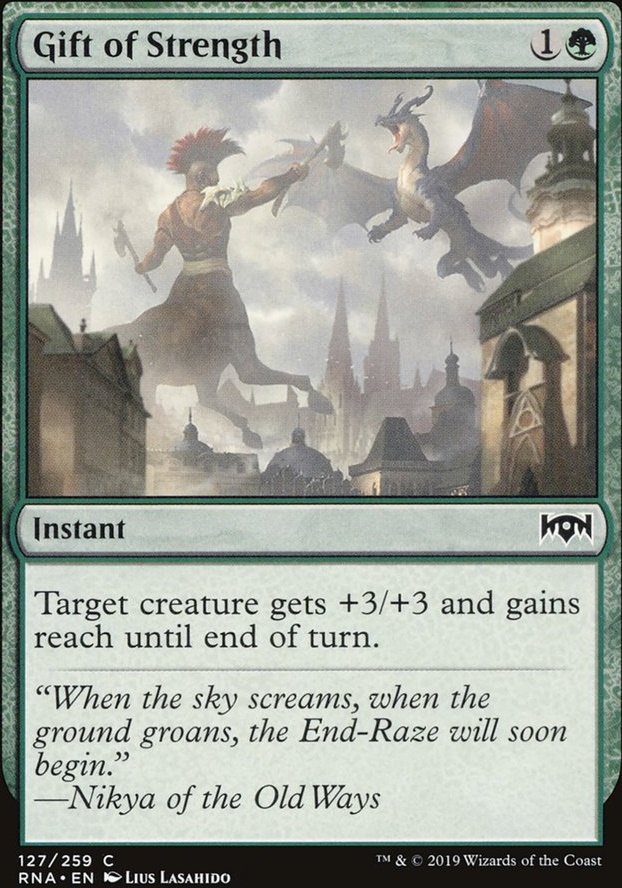 Gift of Strength 1
Instant
Target creature gets +3/+3 and gains
reach until end of turn.
“When the sky screams, when the
ground groans, the End-Raze will soon
begin.”
—Nikya of the Old Ways
127/259 C
RNA • EN Lius Lasahido
™ & © 2019 Wizards of the Coast